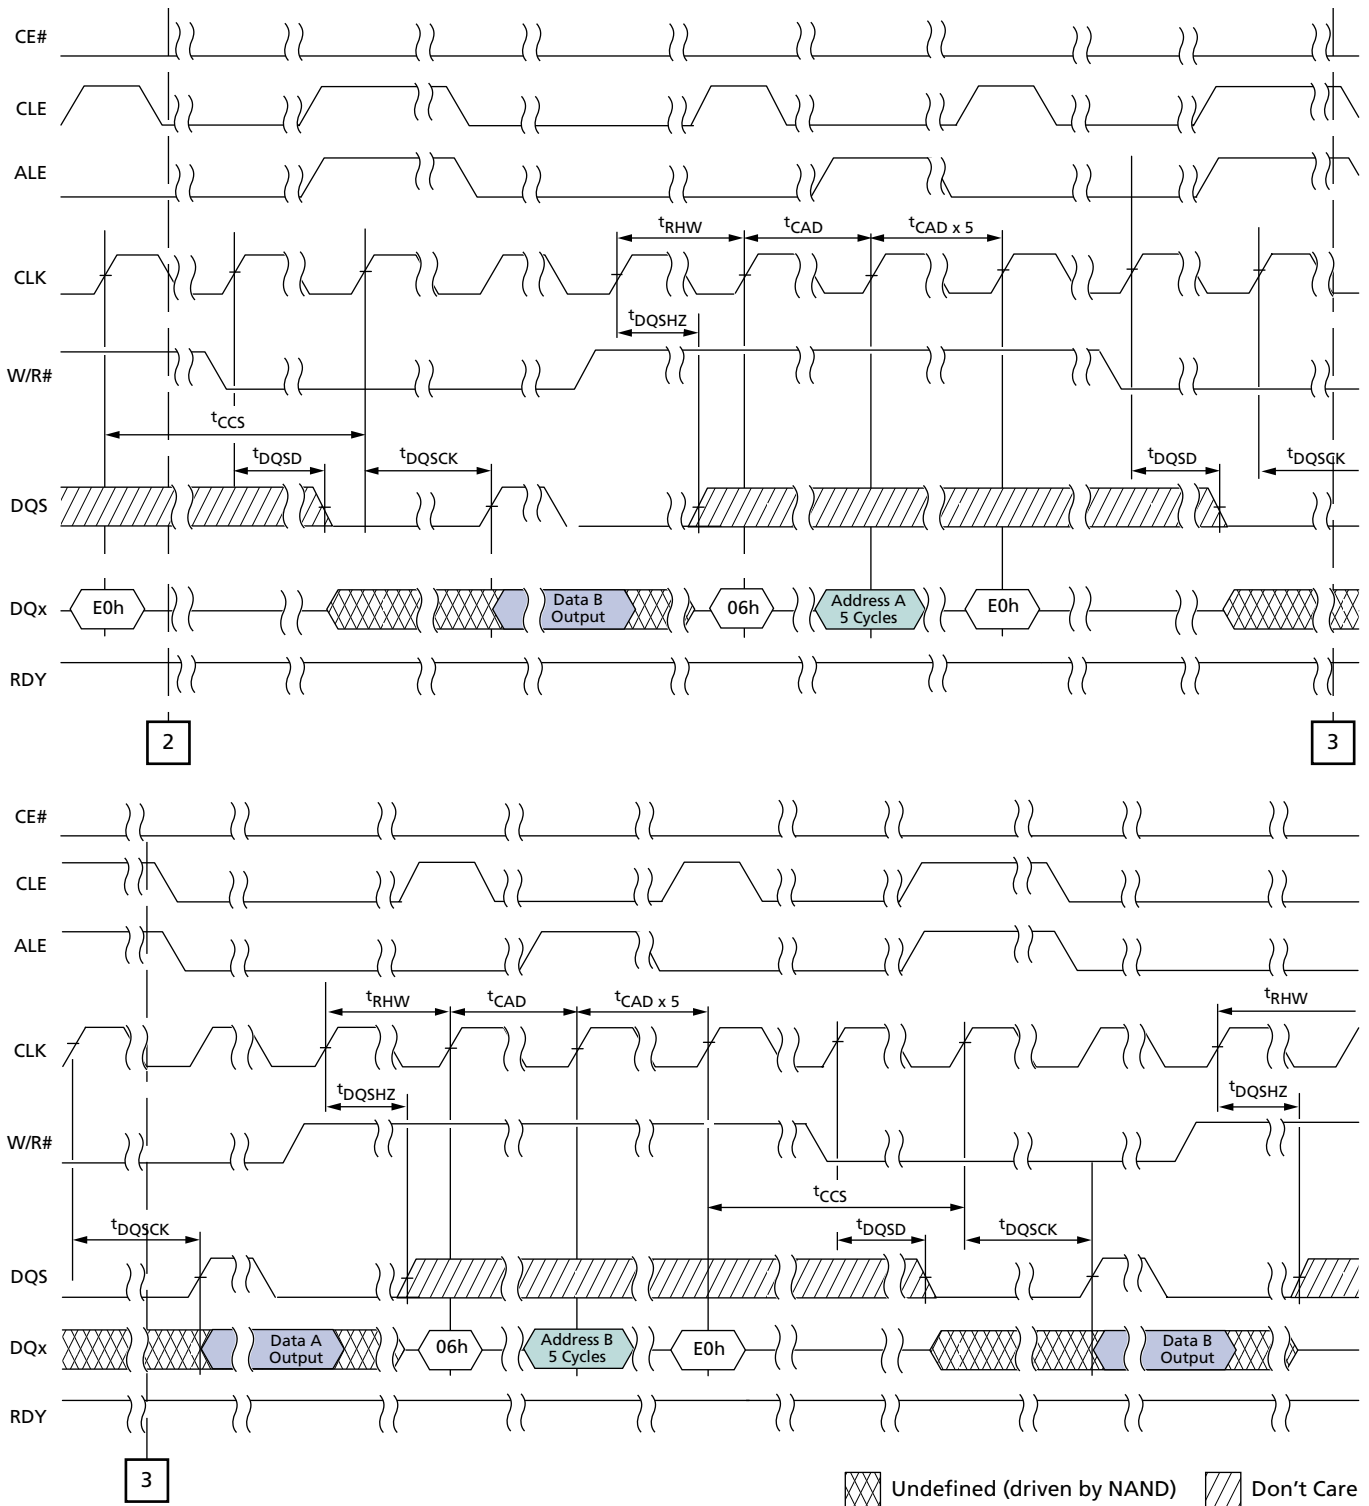 CE#
CLE
ALE
tRHW tCAD tCAD x 5
CLK
tDQSHZ
W/R#
tCCS
tDQSD tDQSCK tDQSD tDQSCK
DQS
DQx E0h Data B Output 06h Address A 5 Cycles E0h
RDY
2 3
CE#
CLE
ALE
tRHW tCAD tCAD x 5 tRHW
CLK
tDQSHZ tDQSHZ
W/R#
tCCS
tDQSCK tDQSD tDQSCK
DQS
DQx Data A Output 06h Address B 5 Cycles E0h Data B Output
RDY
3
Undefined (driven by NAND) Don't Care